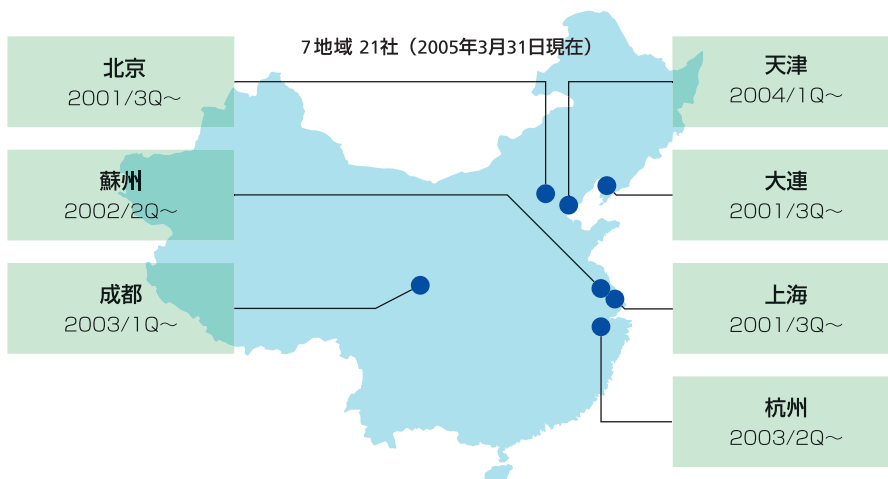 7地域 21社（2005年3月31日現在）
北京
2001/3Q～
蘇州
2002/2Q～
成都
2003/1Q～
天津
2004/1Q～
大連
2001/3Q～
上海
2001/3Q～
杭州
2003/2Q～